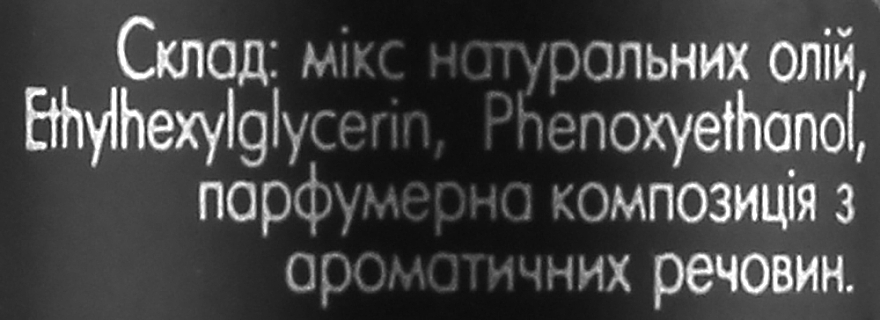 Склад: мікс натуральних олій,
Ethylhexylglycerin, Phenoxyethanol,
парфумерна композиція з
ароматичних речовин.